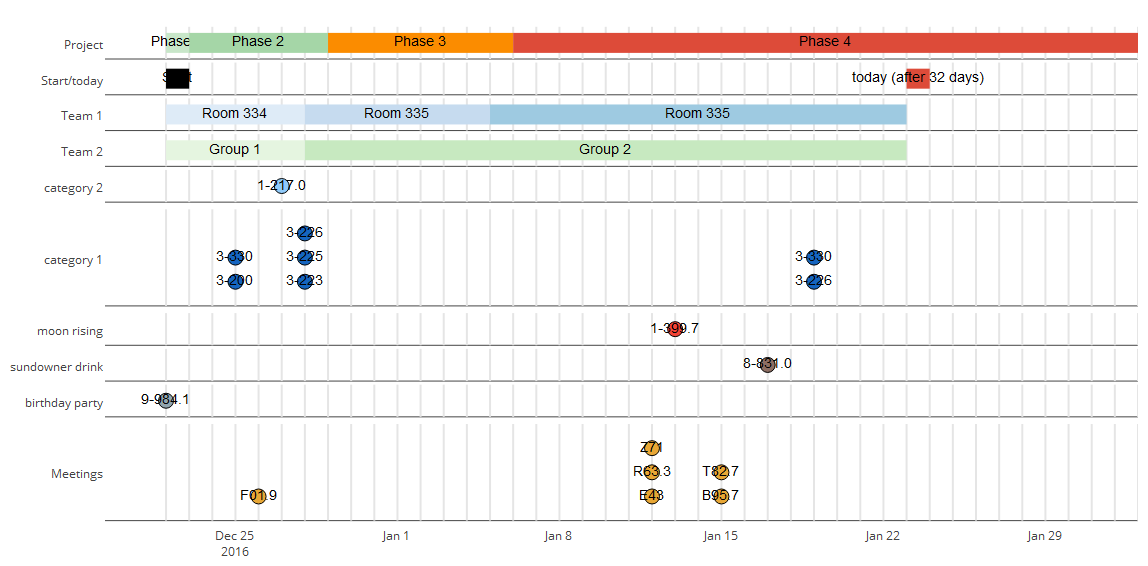 Project Phase Phase 2 Phase 3 Phase 4
Start/today today (after 32 days)
Team 1 Room 334 Room 335 Room 335
Team 2 Group 1 Group 2
category 2 1-217.0
3-226
category 1 3-330 3-225 3-330
3-200 3-223 3-226
moon rising 1-399.7
sundowner drink 8-831.0
birthday party 9-984.1
Z71
Meetings R63.3 T82.7
F01.9 E43 B95.7
Dec 25 Jan 1 Jan 8 Jan 15 Jan 22 Jan 29
2016